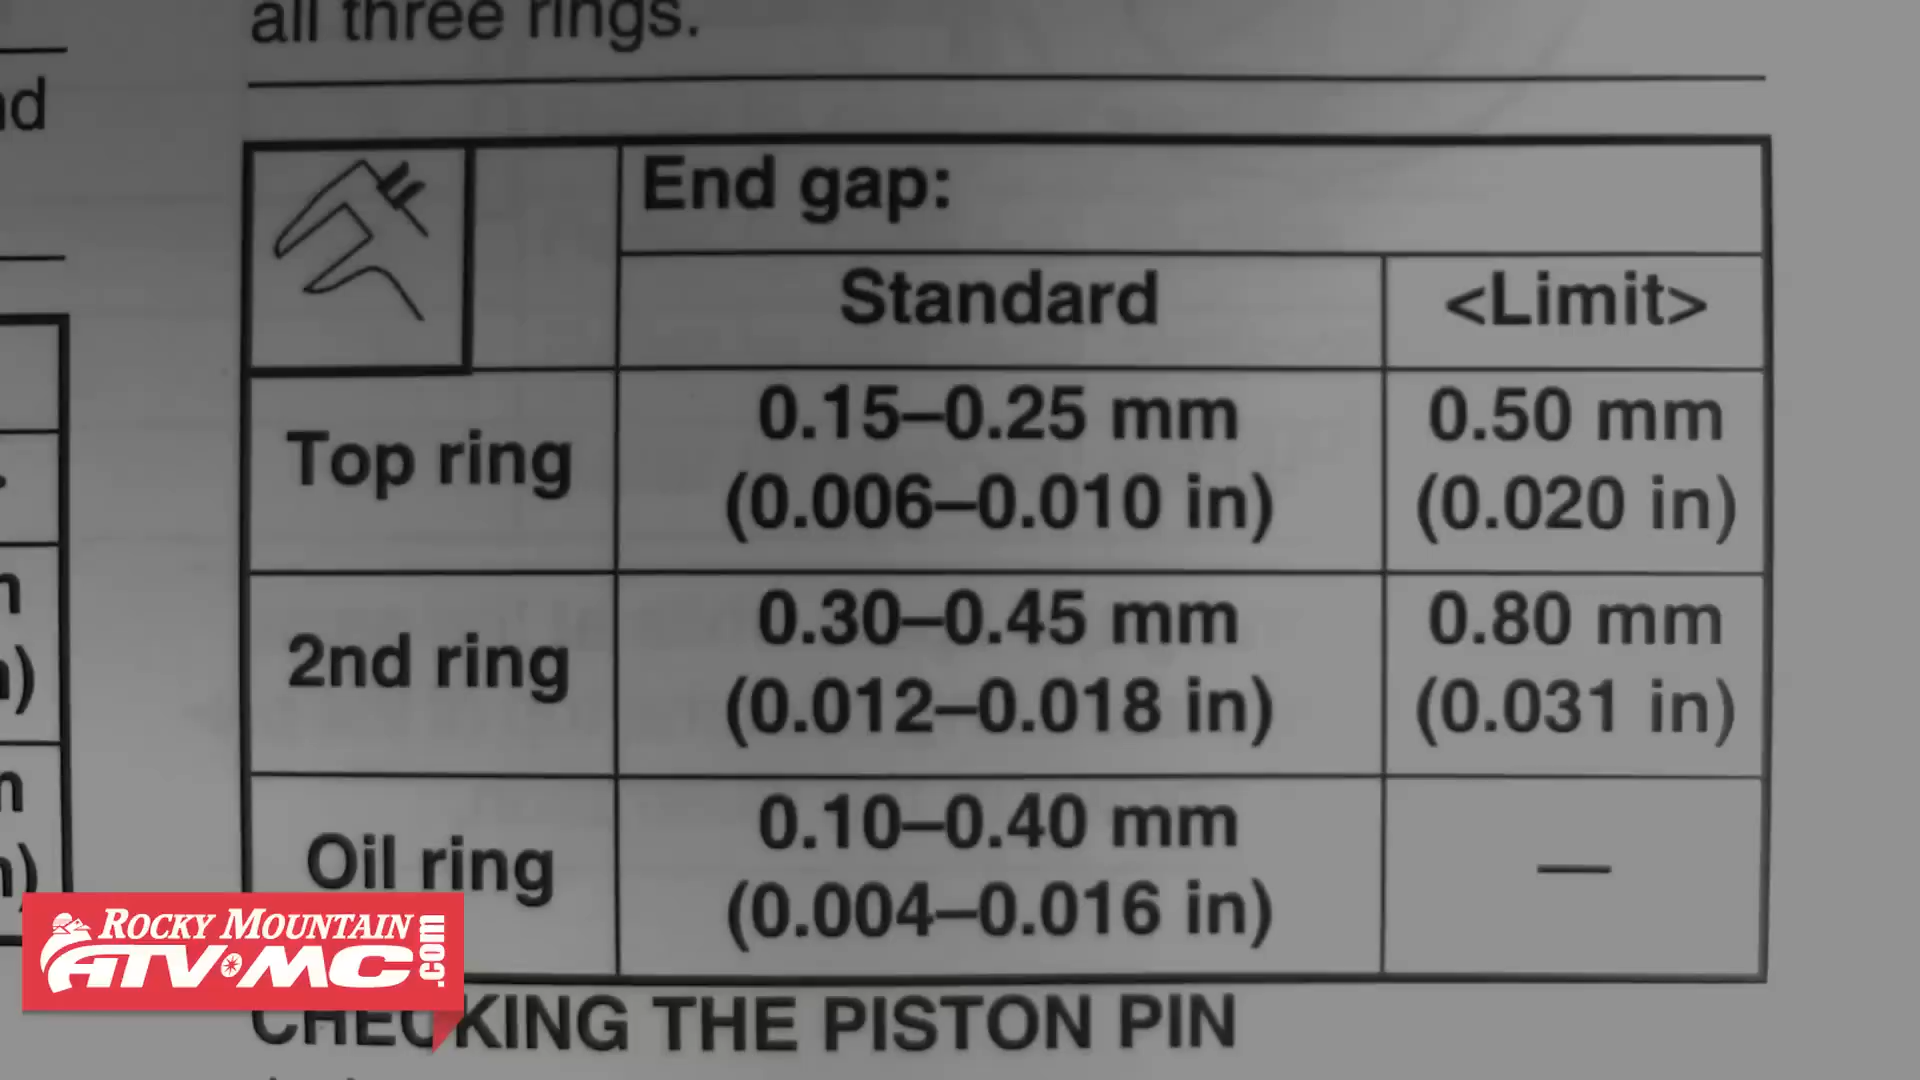 all three rings.
nd
End gap:
Standard <Limit>
Top ring 0.15–0.25 mm 0.50 mm
(0.006–0.010 in) (0.020 in)
2nd ring 0.30–0.45 mm 0.80 mm
(0.012–0.018 in) (0.031 in)
Oil ring 0.10–0.40 mm —
(0.004–0.016 in)
ROCKY MOUNTAIN
ATV•MC .com
CHECKING THE PISTON PIN